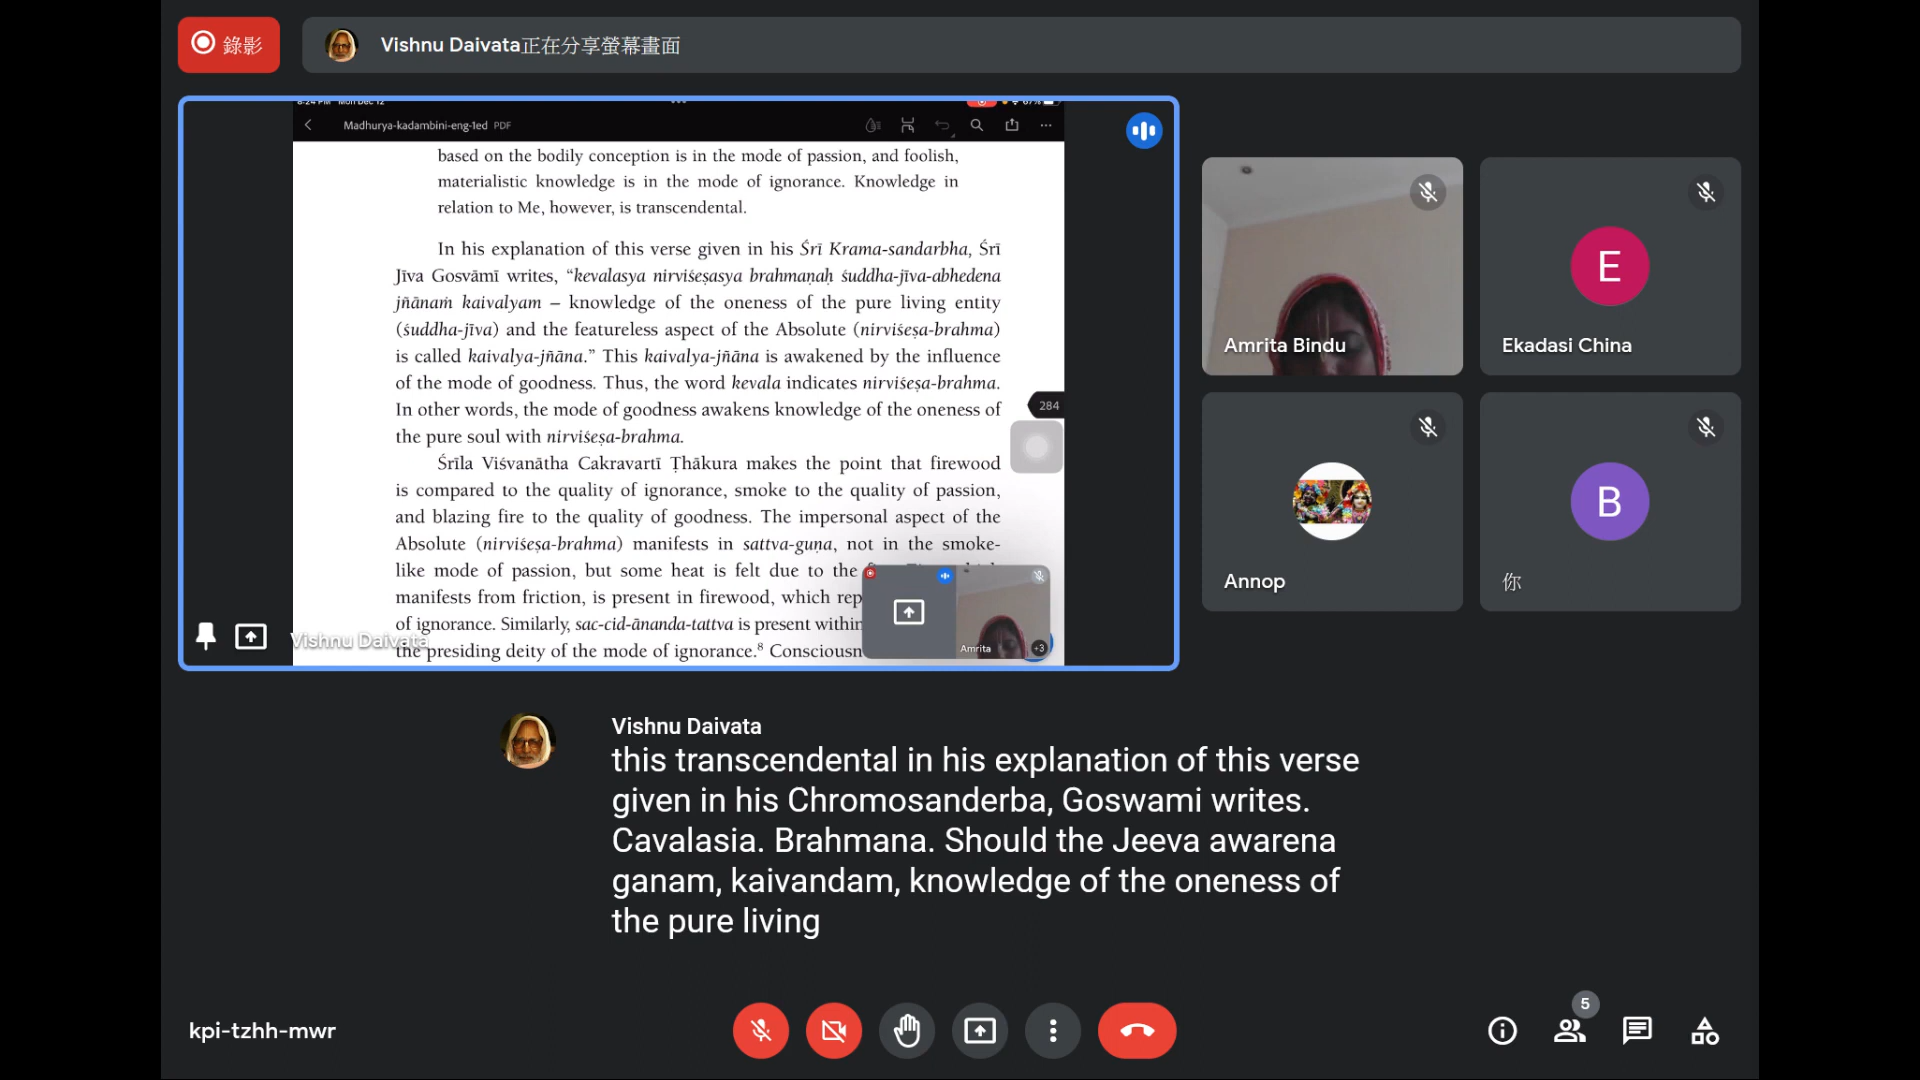 錄影
Vishnu Daivata正在分享螢幕畫面
8:24 PM Mon Dec 12
67%
Madhurya-kadambini-eng-1ed PDF
based on the bodily conception is in the mode of passion, and foolish,
materialistic knowledge is in the mode of ignorance. Knowledge in
relation to Me, however, is transcendental.
In his explanation of this verse given in his Śrī Krama-sandarbha, Śrī
Jīva Gosvāmī writes, “kevalasya nirviśeṣasya brahmaṇaḥ śuddha-jīva-abhedena
jñānaṁ kaivalyam – knowledge of the oneness of the pure living entity
(śuddha-jīva) and the featureless aspect of the Absolute (nirviśeṣa-brahma)
is called kaivalya-jñāna.” This kaivalya-jñāna is awakened by the influence
of the mode of goodness. Thus, the word kevala indicates nirviśeṣa-brahma.
In other words, the mode of goodness awakens knowledge of the oneness of
the pure soul with nirviśeṣa-brahma.
284
Śrīla Viśvanātha Cakravartī Ṭhākura makes the point that firewood
is compared to the quality of ignorance, smoke to the quality of passion,
and blazing fire to the quality of goodness. The impersonal aspect of the
Absolute (nirviśeṣa-brahma) manifests in sattva-guṇa, not in the smoke-
like mode of passion, but some heat is felt due to the
manifests from friction, is present in firewood, which rep
of ignorance. Similarly, sac-cid-ānanda-tattva is present within
the presiding deity of the mode of ignorance.⁸ Consciousn
Amrita
+3
Vishnu Daivata
Amrita Bindu
E
Ekadasi China
Annop
B
你
Vishnu Daivata
this transcendental in his explanation of this verse
given in his Chromosanderba, Goswami writes.
Cavalasia. Brahmana. Should the Jeeva awarena
ganam, kaivandam, knowledge of the oneness of
the pure living
kpi-tzhh-mwr
5